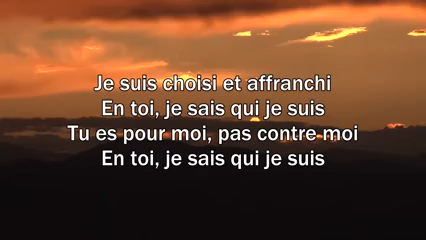 Je suis choisi et affranchi
En toi, je sais qui je suis
Tu es pour moi, pas contre moi
En toi, je sais qui je suis